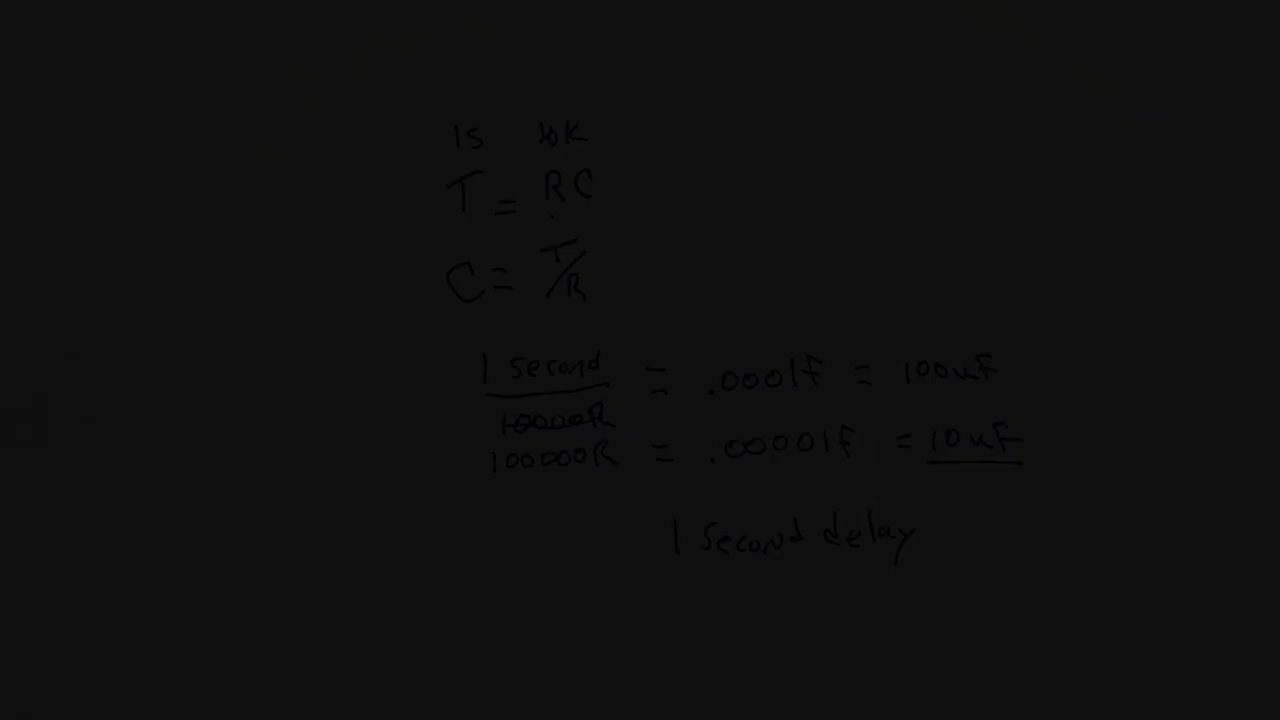 1s 10K
T = RC
C = T/R
1 second = .0001f = 100uF
10000R
100000R = .00001f = 10uF
1 second delay